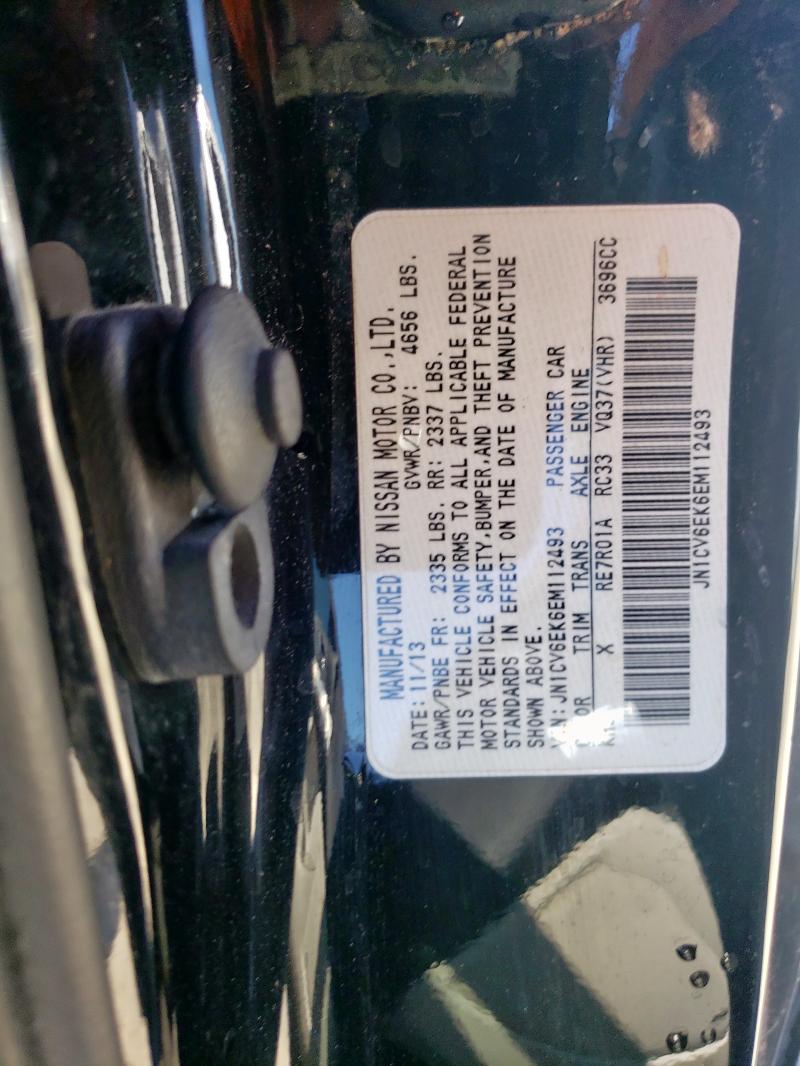 MANUFACTURED BY NISSAN MOTOR CO.,LTD.
DATE: 11/13 GVWR/PNBV: 4656 LBS.
GAWR/PNBE FR: 2335 LBS. RR: 2337 LBS.
THIS VEHICLE CONFORMS TO ALL APPLICABLE FEDERAL
MOTOR VEHICLE SAFETY,BUMPER,AND THEFT PREVENTION
STANDARDS IN EFFECT ON THE DATE OF MANUFACTURE
SHOWN ABOVE.
VIN: JN1CV6EK6EM112493 PASSENGER CAR
COLOR TRIM TRANS AXLE ENGINE
X RE7R01A RC33 VQ37(VHR) 3696CC
JN1CV6EK6EM112493